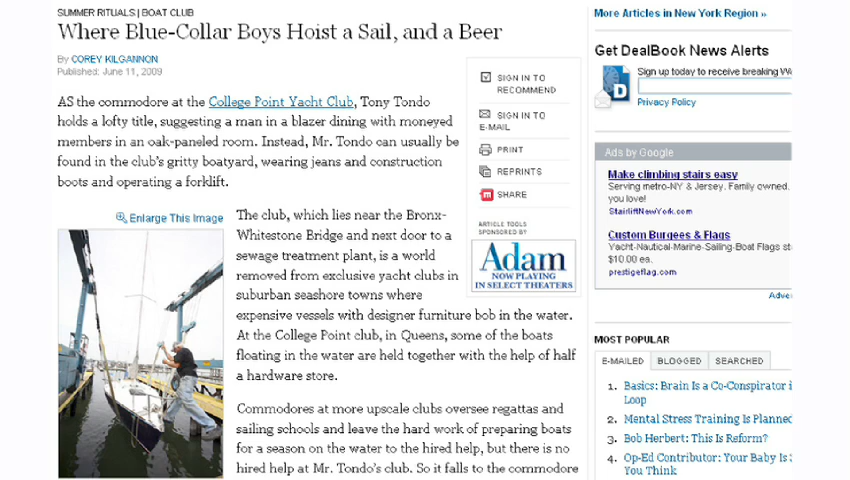 SUMMER RITUALS | BOAT CLUB
Where Blue-Collar Boys Hoist a Sail, and a Beer
By COREY KILGANNON
Published: June 11, 2009
AS the commodore at the College Point Yacht Club, Tony Tondo
holds a lofty title, suggesting a man in a blazer dining with moneyed
members in an oak-paneled room. Instead, Mr. Tondo can usually be
found in the club's gritty boatyard, wearing jeans and construction
boots and operating a forklift.
Enlarge This Image
The club, which lies near the Bronx-
Whitestone Bridge and next door to a
sewage treatment plant, is a world
removed from exclusive yacht clubs in
suburban seashore towns where
expensive vessels with designer furniture bob in the water.
At the College Point club, in Queens, some of the boats
floating in the water are held together with the help of half
a hardware store.
Commodores at more upscale clubs oversee regattas and
sailing schools and leave the hard work of preparing boats
for a season on the water to the hired help, but there is no
hired help at Mr. Tondo's club. So it falls to the commodore
SIGN IN TO
RECOMMEND
SIGN IN TO
E-MAIL
PRINT
REPRINTS
SHARE
ARTICLE TOOLS
SPONSORED BY
Adam
NOW PLAYING
IN SELECT THEATERS
More Articles in New York Region »
Get DealBook News Alerts
Sign up today to receive breaking
Privacy Policy
Ads by Google
Make climbing stairs easy
Serving metro-NY & Jersey. Family owned.
you love!
StairliftNewYork.com
Custom Burgees & Flags
Yacht-Nautical-Marine-Sailing-Boat Flags
$10.00 ea.
prestigeflag.com
MOST POPULAR
E-MAILED BLOGGED SEARCHED
1. Basics: Brain Is a Co-Conspirator
Loop
2. Mental Stress Training Is Planned
3. Bob Herbert: This Is Reform?
4. Op-Ed Contributor: Your Baby Is
You Think